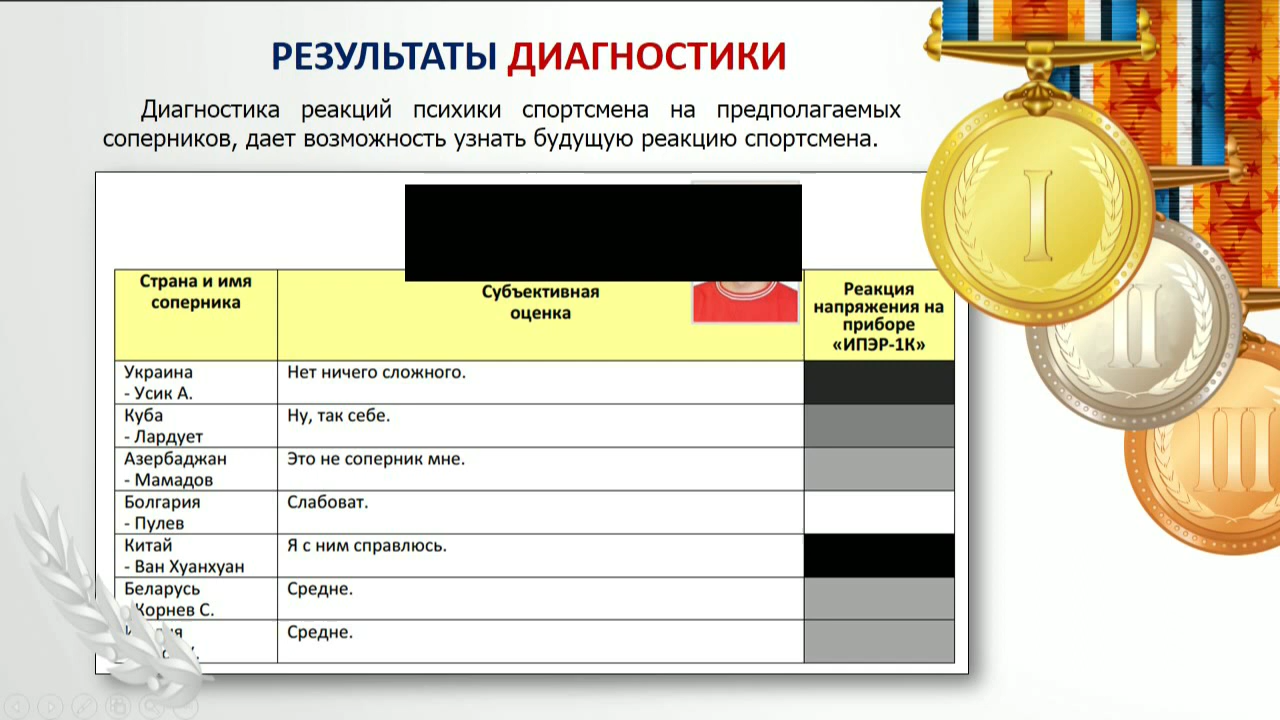 РЕЗУЛЬТАТЫ ДИАГНОСТИКИ
Диагностика реакций психики спортсмена на предполагаемых
соперников, дает возможность узнать будущую реакцию спортсмена.
Страна и имя
соперника
Субъективная
оценка
Реакция
напряжения на
приборе
«ИПЭР-1К»
Украина
- Усик А.
Нет ничего сложного.
Куба
- Лардует
Ну, так себе.
Азербаджан
- Мамадов
Это не соперник мне.
Болгария
- Пулев
Слабоват.
Китай
- Ван Хуанхуан
Я с ним справлюсь.
Беларусь
Корнев С.
Средне.
Средне.
I
II
III